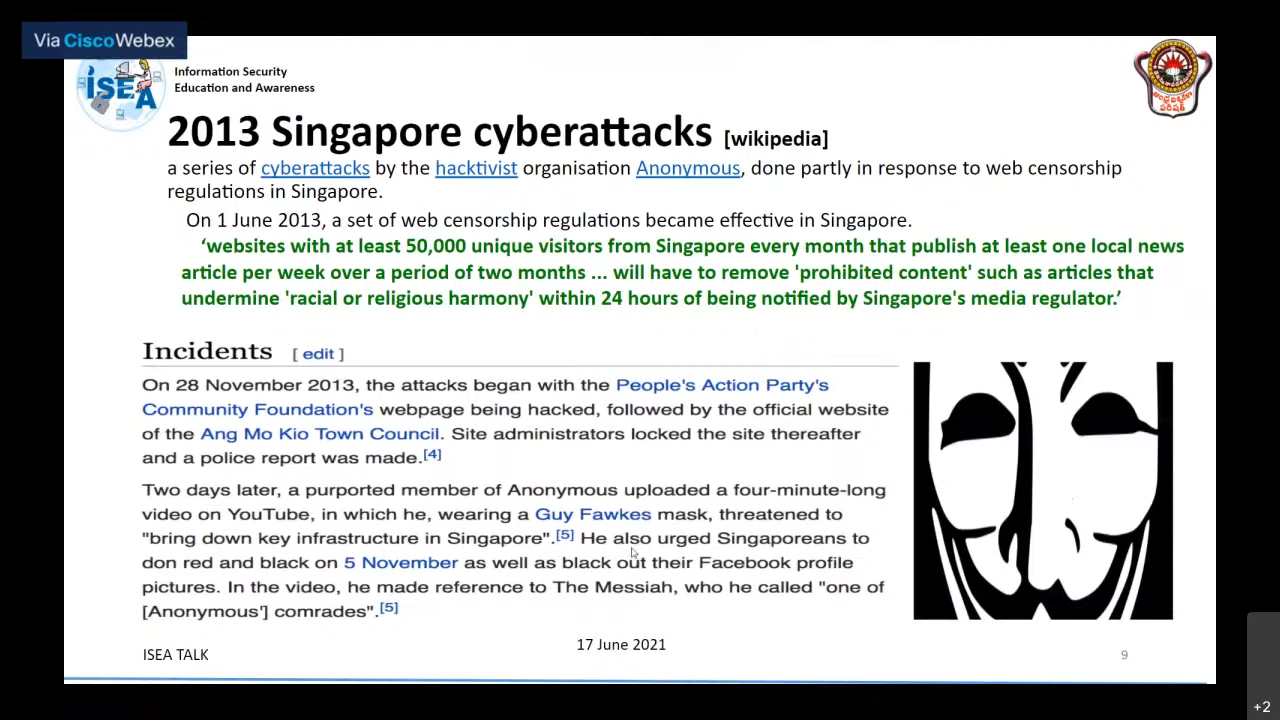 Via Cisco Webex
ISEA
Information Security
Education and Awareness
2013 Singapore cyberattacks [wikipedia]
a series of cyberattacks by the hacktivist organisation Anonymous, done partly in response to web censorship
regulations in Singapore.
On 1 June 2013, a set of web censorship regulations became effective in Singapore.
‘websites with at least 50,000 unique visitors from Singapore every month that publish at least one local news
article per week over a period of two months ... will have to remove 'prohibited content' such as articles that
undermine 'racial or religious harmony' within 24 hours of being notified by Singapore's media regulator.’
Incidents [ edit ]
On 28 November 2013, the attacks began with the People's Action Party's
Community Foundation's webpage being hacked, followed by the official website
of the Ang Mo Kio Town Council. Site administrators locked the site thereafter
and a police report was made.[4]
Two days later, a purported member of Anonymous uploaded a four-minute-long
video on YouTube, in which he, wearing a Guy Fawkes mask, threatened to
"bring down key infrastructure in Singapore".[5] He also urged Singaporeans to
don red and black on 5 November as well as black out their Facebook profile
pictures. In the video, he made reference to The Messiah, who he called "one of
[Anonymous'] comrades".[5]
17 June 2021
ISEA TALK
9
+2